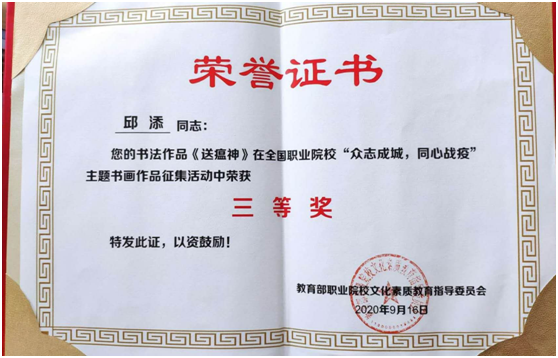 荣誉证书
邱添 同志：
您的书法作品《送瘟神》在全国职业院校“众志成城，同心战疫”
主题书画作品征集活动中荣获
三等奖
特发此证，以资鼓励！
教育部职业院校文化素质教育指导委员会
2020年9月16日